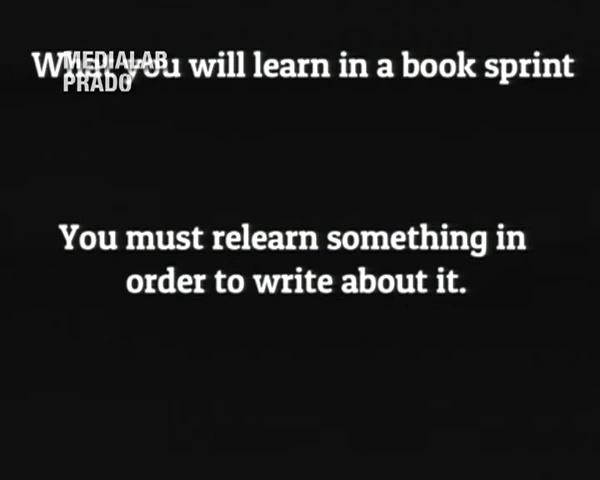 What you will learn in a book sprint
MEDIALAB
PRADO
You must relearn something in
order to write about it.